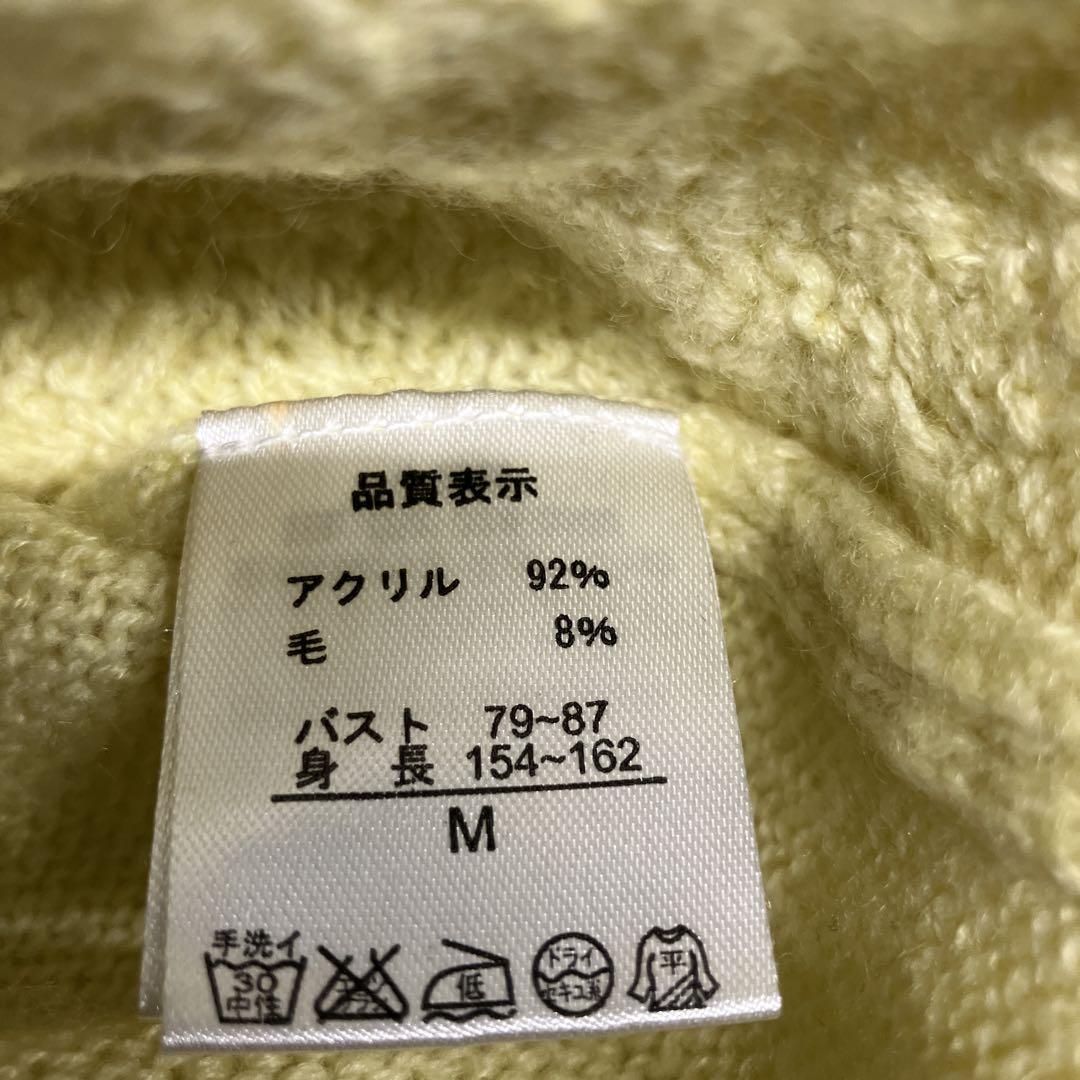 品質表示
アクリル 92%
毛 8%
バスト 79~87
身 長 154~162
M
手洗イ
30
中性
低
ドライ
セキユ系
平